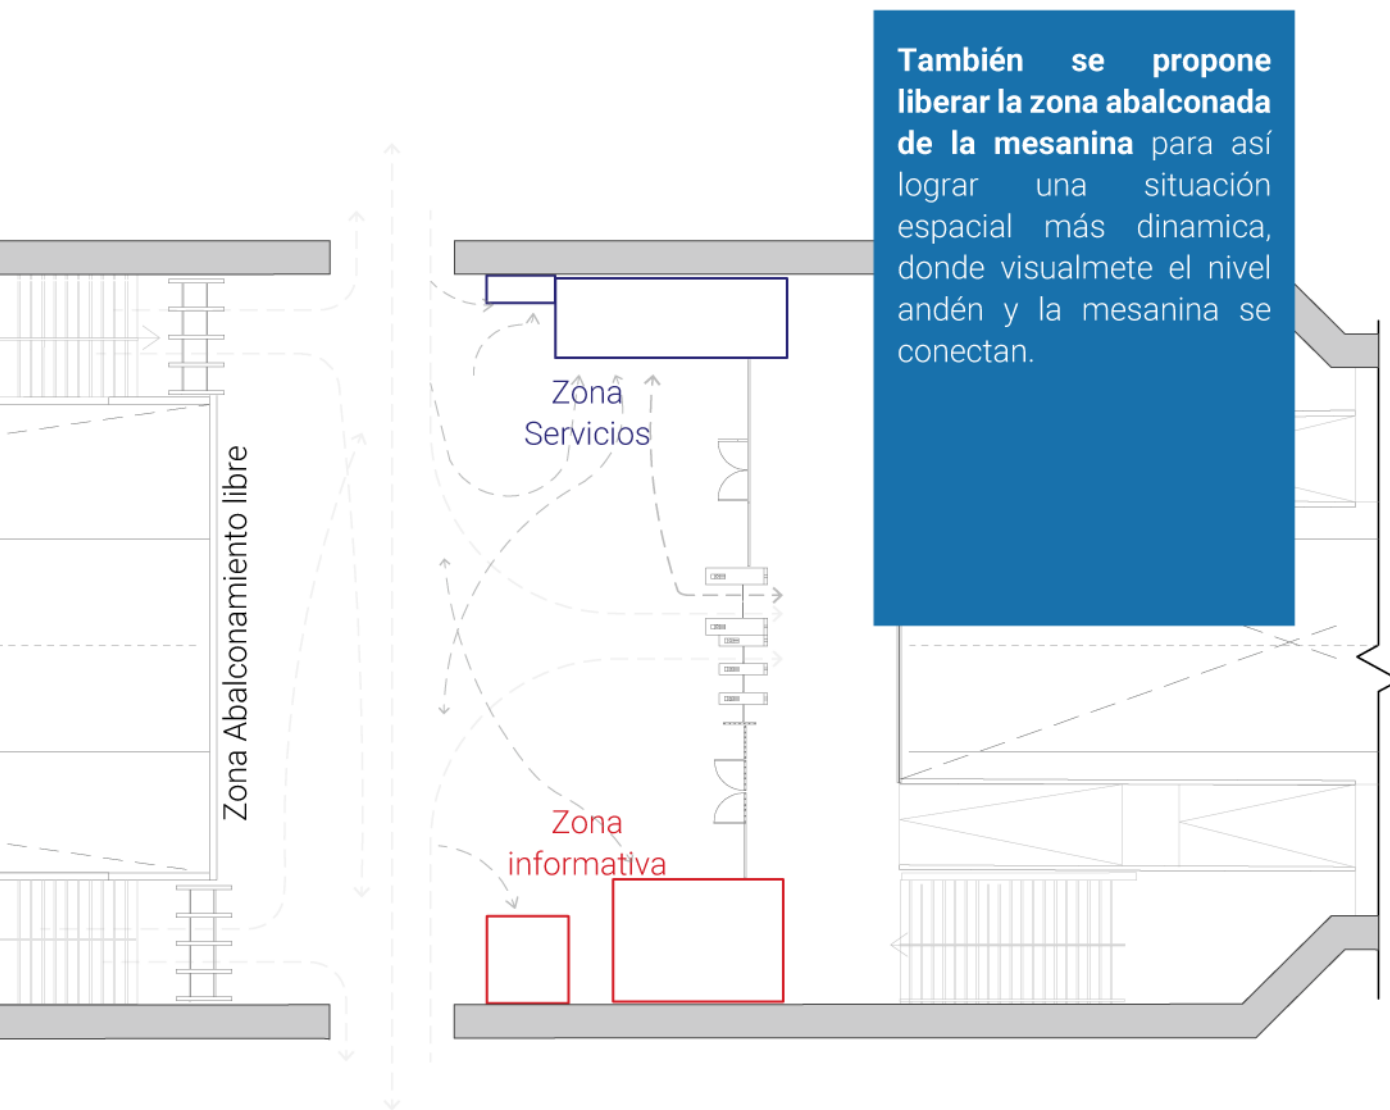 También se propone
liberar la zona abalconada
de la mesanina para así
lograr una situación
espacial más dinamica,
donde visualmete el nivel
andén y la mesanina se
conectan.
Zona
Servicios
Zona Abalconamiento libre
Zona
informativa